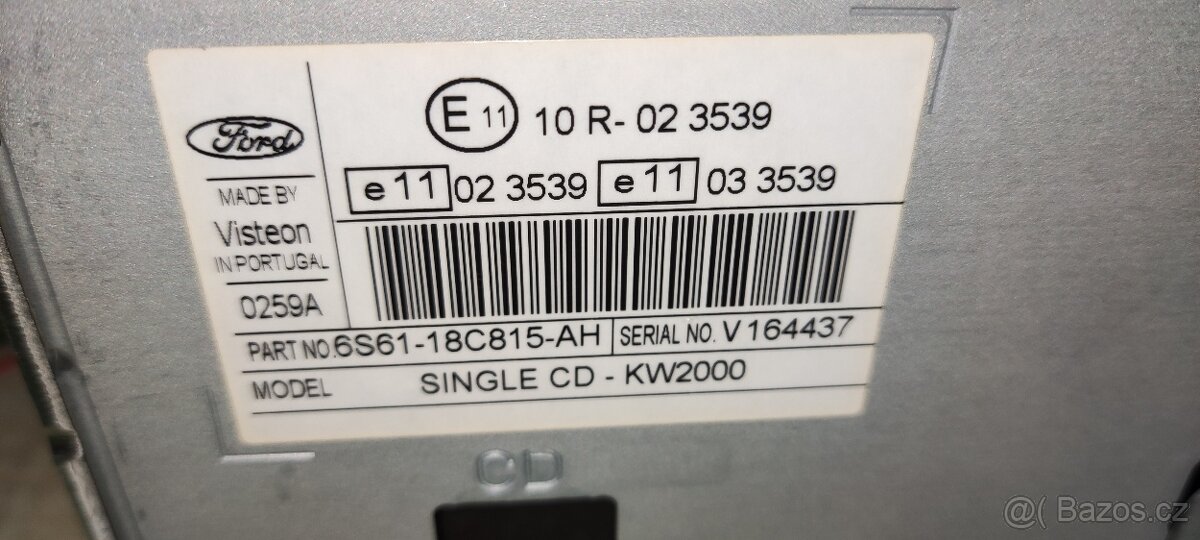 Ford
MADE BY
Visteon
IN PORTUGAL
0259A
E 11 10 R- 02 3539
e 11 02 3539 e 11 03 3539
PART NO. 6S61-18C815-AH SERIAL NO. V 164437
MODEL SINGLE CD - KW2000
CD
@( Bazos.cz